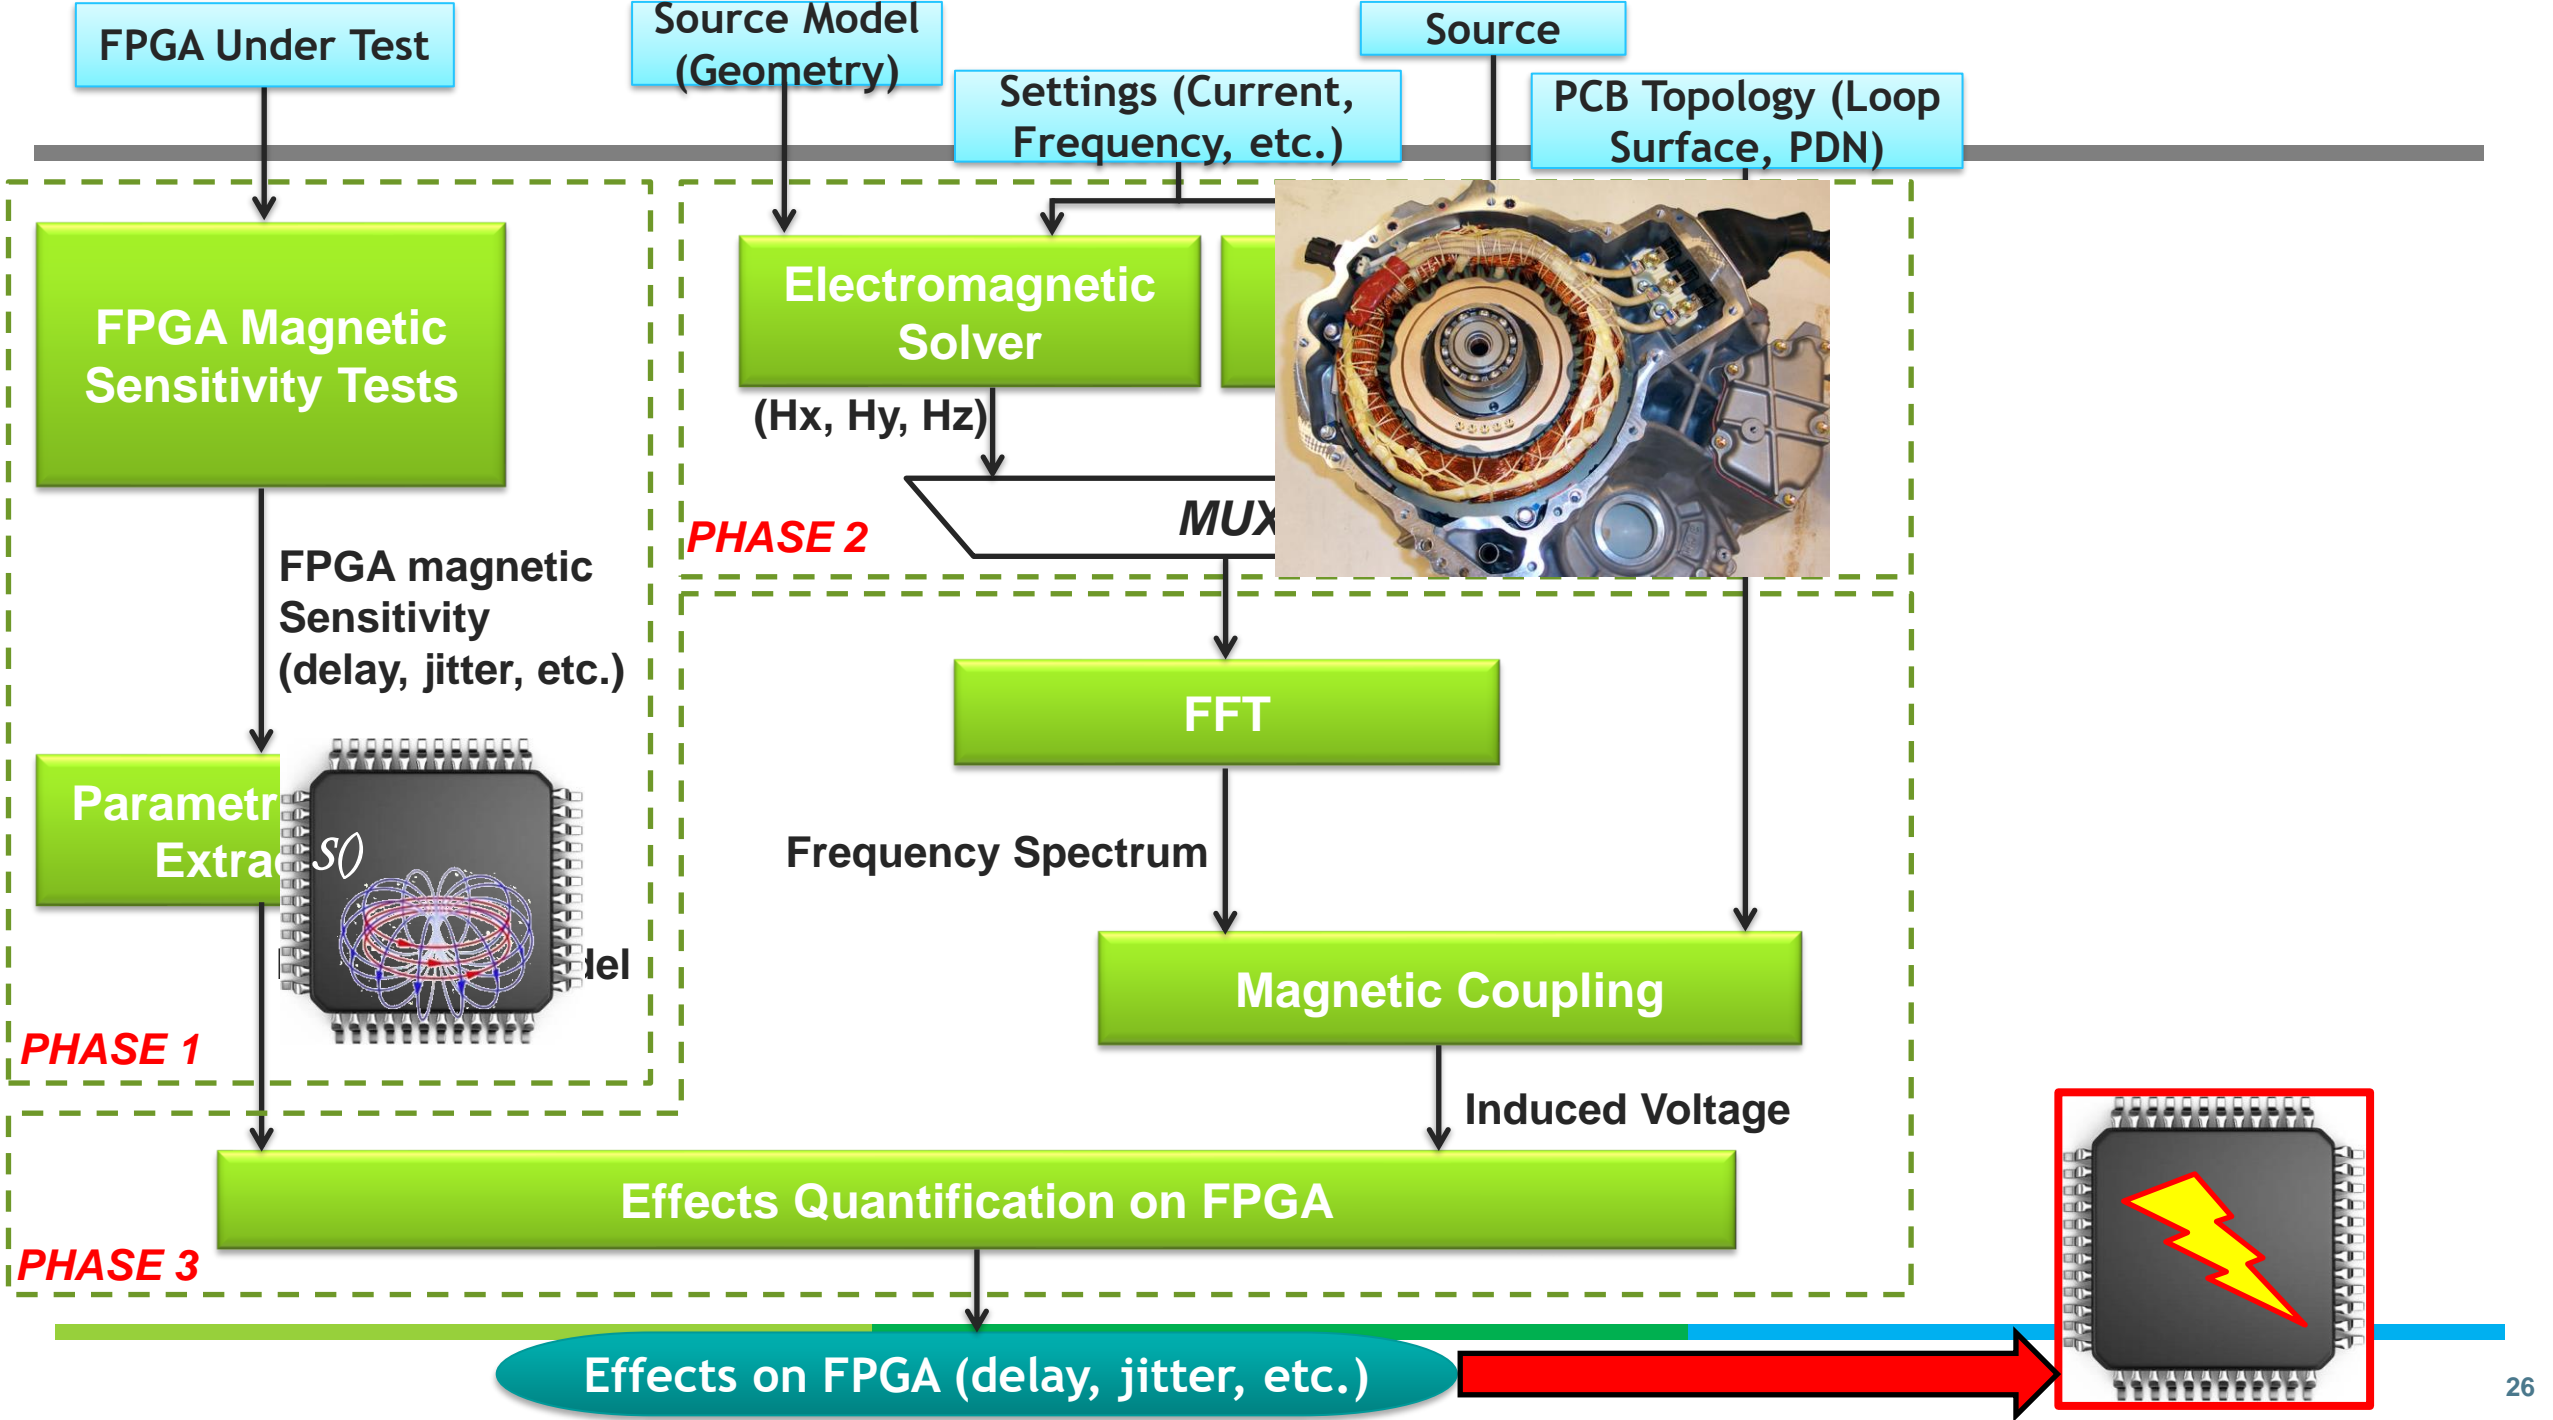 FPGA Under Test
Source Model
(Geometry)
Settings (Current,
Frequency, etc.)
Source
PCB Topology (Loop
Surface, PDN)
FPGA Magnetic
Sensitivity Tests
Electromagnetic
Solver
(Hx, Hy, Hz)
MUX
PHASE 2
FPGA magnetic
Sensitivity
(delay, jitter, etc.)
FFT
Frequency Spectrum
S()
Magnetic Coupling
PHASE 1
Induced Voltage
Effects Quantification on FPGA
PHASE 3
Effects on FPGA (delay, jitter, etc.)
26